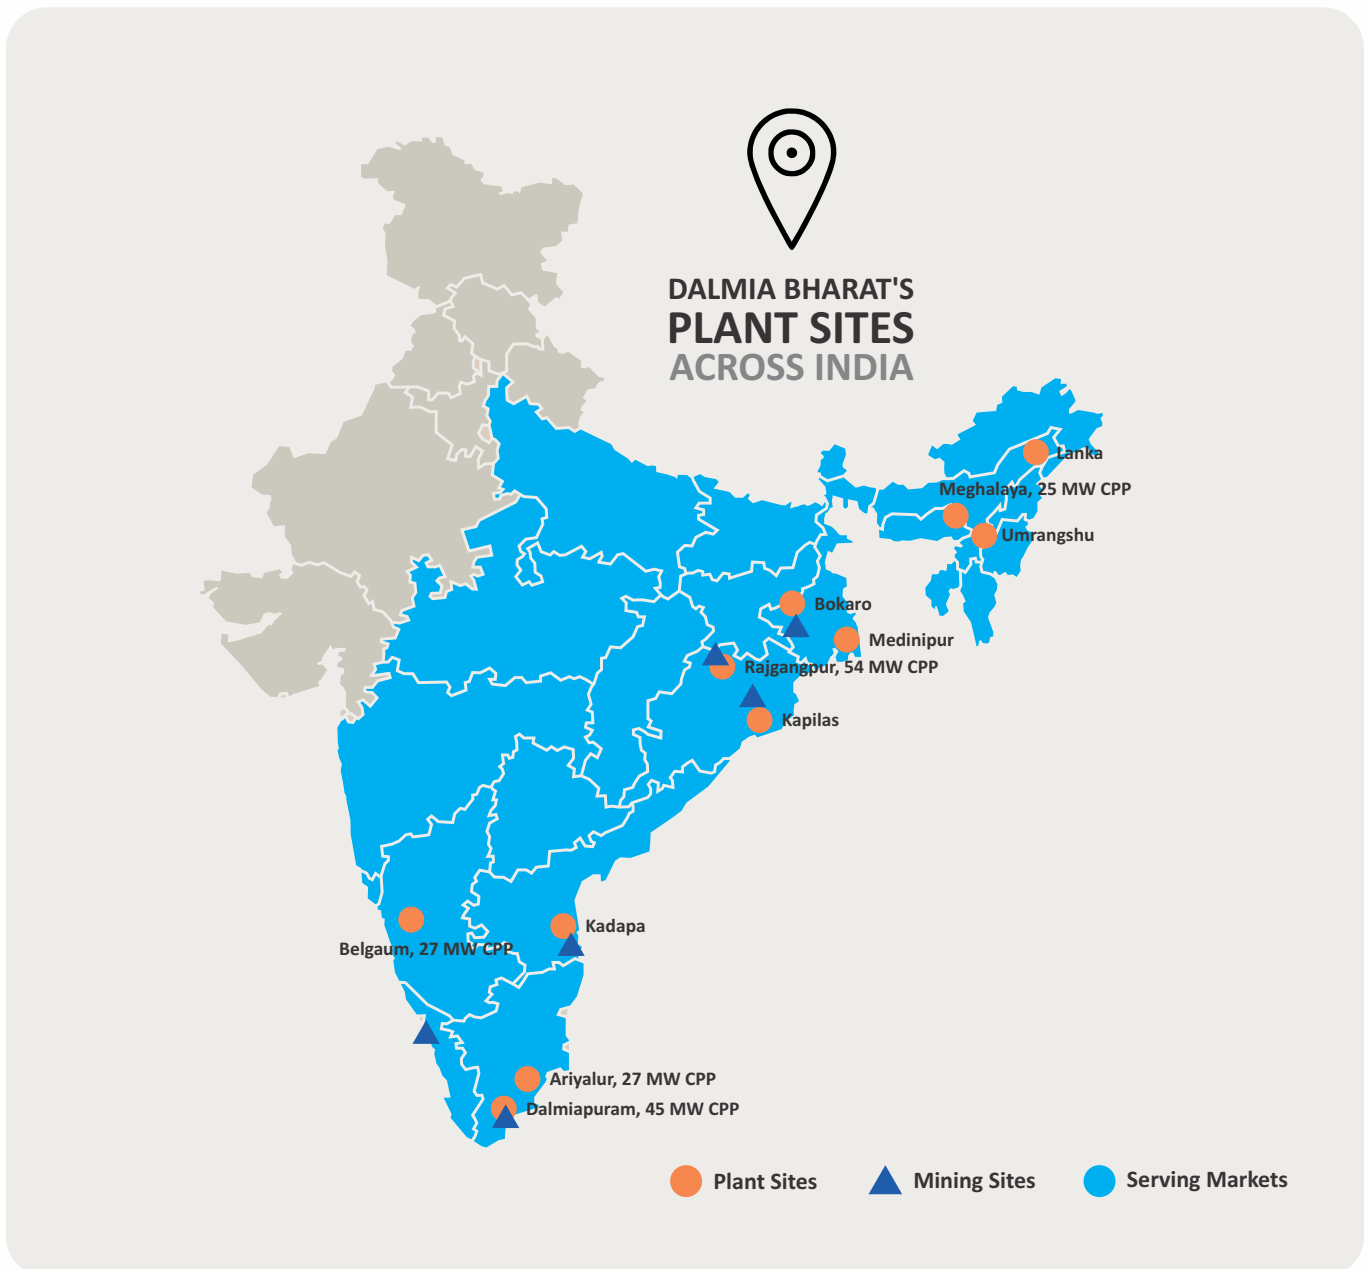 DALMIA BHARAT'S
PLANT SITES
ACROSS INDIA
Lanka
Meghalaya, 25 MW CPP
Umrangshu
Bokaro
Medinipur
Rajgangpur, 54 MW CPP
Kapilas
Kadapa
Belgaum, 27 MW CPP
Ariyalur, 27 MW CPP
Dalmiapuram, 45 MW CPP
Plant Sites
Mining Sites
Serving Markets